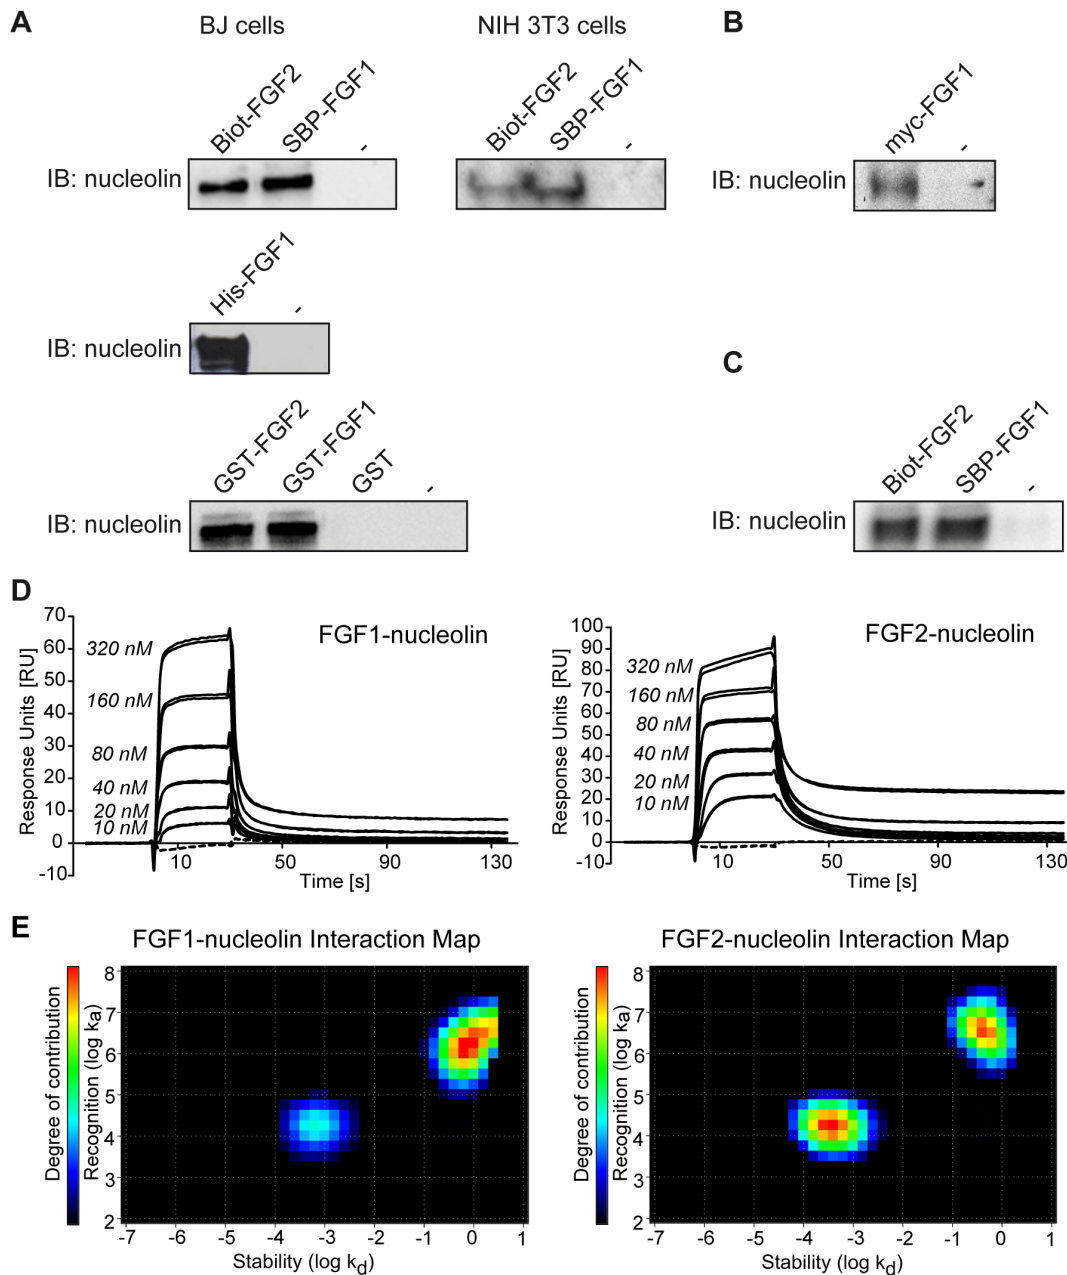 A
BJ cells
NIH 3T3 cells
B
Biot-FGF2
SBP-FGF1
-
IB: nucleolin
Biot-FGF2
SBP-FGF1
-
myc-FGF1
-
IB: nucleolin
His-FGF1
-
IB: nucleolin
C
GST-FGF2
GST-FGF1
GST
-
IB: nucleolin
Biot-FGF2
SBP-FGF1
-
IB: nucleolin
D
FGF1-nucleolin
Response Units [RU]
70
60
50
40
30
20
10
0
-10
320 nM
160 nM
80 nM
40 nM
20 nM
10 nM
10
50
90
130
Time [s]
FGF2-nucleolin
Response Units [RU]
100
90
80
70
60
50
40
30
20
10
0
-10
320 nM
160 nM
80 nM
40 nM
20 nM
10 nM
10
50
90
130
Time [s]
E
FGF1-nucleolin Interaction Map
Degree of contribution
Recognition (log ka)
8
7
6
5
4
3
2
-7
-6
-5
-4
-3
-2
-1
0
1
Stability (log kd)
FGF2-nucleolin Interaction Map
Degree of contribution
Recognition (log ka)
8
7
6
5
4
3
2
-7
-6
-5
-4
-3
-2
-1
0
1
Stability (log kd)